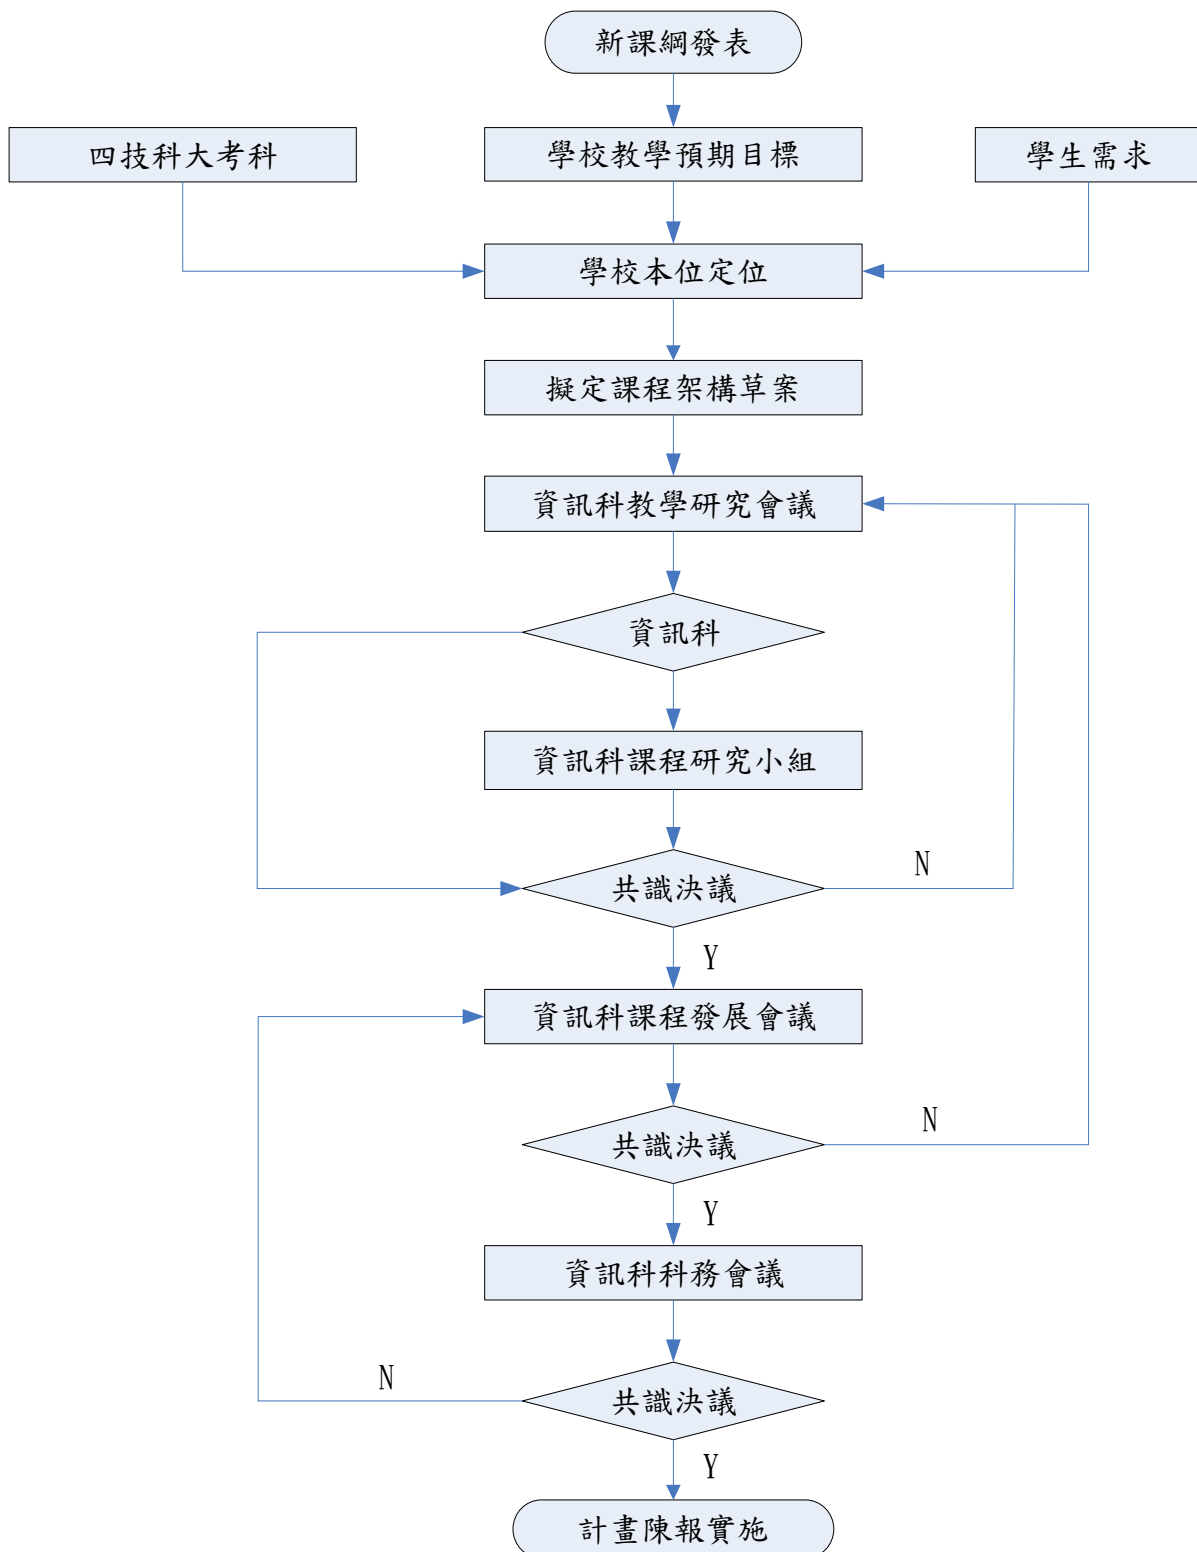 新課綱發表
四技科大考科
學校教學預期目標
學生需求
學校本位定位
擬定課程架構草案
資訊科教學研究會議
資訊科
資訊科課程研究小組
共識決議
N
Y
資訊科課程發展會議
共識決議
N
Y
資訊科科務會議
共識決議
N
Y
計畫陳報實施